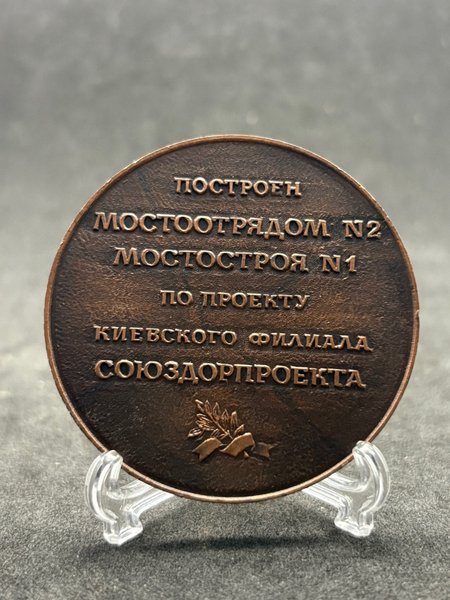 ПОСТРОЕН
МОСТООТРЯДОМ N2
МОСТОСТРОЯ N1
ПО ПРОЕКТУ
КИЕВСКОГО ФИЛИАЛА
СОЮЗДОРПРОЕКТА